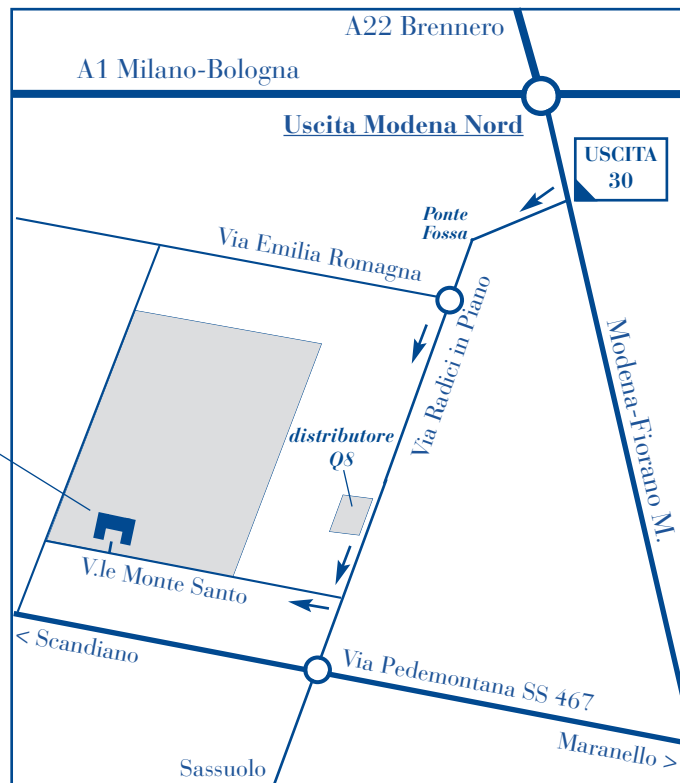 A22 Brennero
A1 Milano-Bologna
Uscita Modena Nord
USCITA
30
Ponte
Fossa
Via Emilia Romagna
Via Radici in Piano
Modena-Fiorano M.
distributore
Q8
V.le Monte Santo
< Scandiano
Via Pedemontana SS 467
Maranello >
Sassuolo